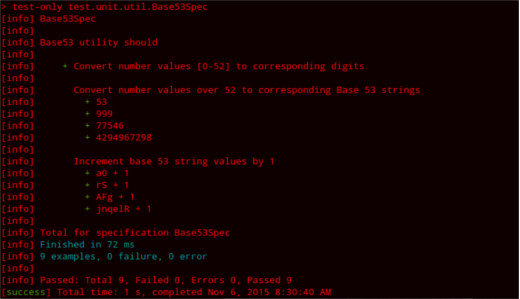 > test-only test.unit.util.Base53Spec
[info] Base53Spec
[info]
[info] Base53 utility should
[info]
[info] + Convert number values [0-52] to corresponding digits
[info]
[info] Convert number values over 52 to corresponding Base 53 strings
[info] + 53
[info] + 999
[info] + 77546
[info] + 4294967298
[info]
[info] Increment base 53 string values by 1
[info] + a0 + 1
[info] + rS + 1
[info] + AFg + 1
[info] + jnqelR + 1
[info]
[info] Total for specification Base53Spec
[info] Finished in 72 ms
[info] 9 examples, 0 failure, 0 error
[info]
[info] Passed: Total 9, Failed 0, Errors 0, Passed 9
[success] Total time: 1 s, completed Nov 6, 2015 8:30:40 AM